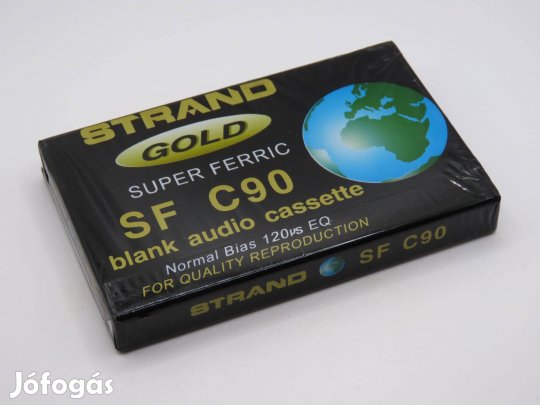 STRAND
GOLD
SUPER FERRIC
SF C90
blank audio cassette
Normal Bias 120µs EQ
FOR QUALITY REPRODUCTION
STRAND SF C90
Jófogás